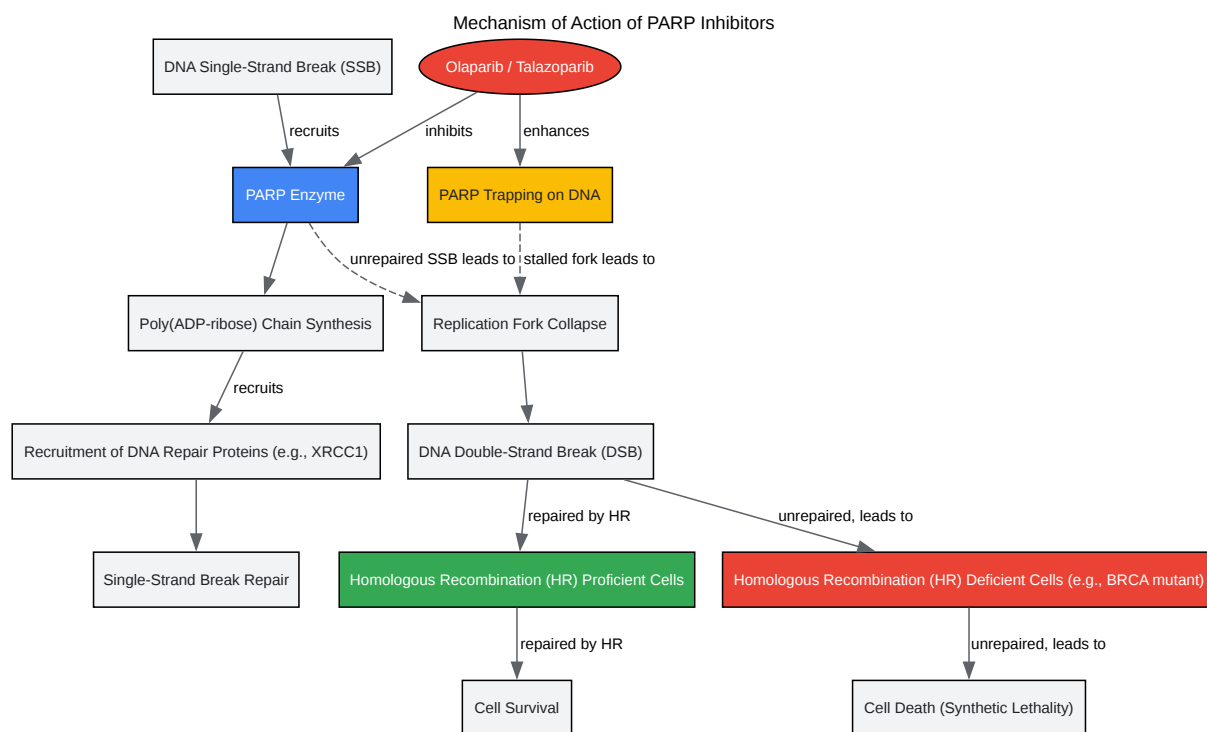 Mechanism of Action of PARP Inhibitors
DNA Single-Strand Break (SSB)
Olaparib / Talazoparib
recruits
inhibits
enhances
PARP Enzyme
PARP Trapping on DNA
unrepaired SSB leads to
stalled fork leads to
Poly(ADP-ribose) Chain Synthesis
Replication Fork Collapse
recruits
Recruitment of DNA Repair Proteins (e.g., XRCC1)
DNA Double-Strand Break (DSB)
repaired by HR
unrepaired, leads to
Single-Strand Break Repair
Homologous Recombination (HR) Proficient Cells
Homologous Recombination (HR) Deficient Cells (e.g., BRCA mutant)
repaired by HR
unrepaired, leads to
Cell Survival
Cell Death (Synthetic Lethality)